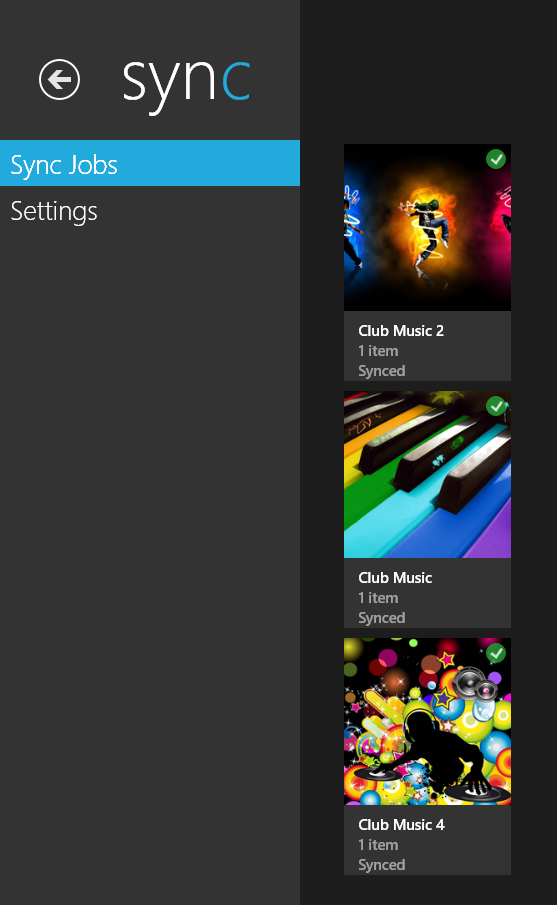 sync
Sync Jobs
Settings
Club Music 2
1 item
Synced
Club Music
1 item
Synced
Club Music 4
1 item
Synced